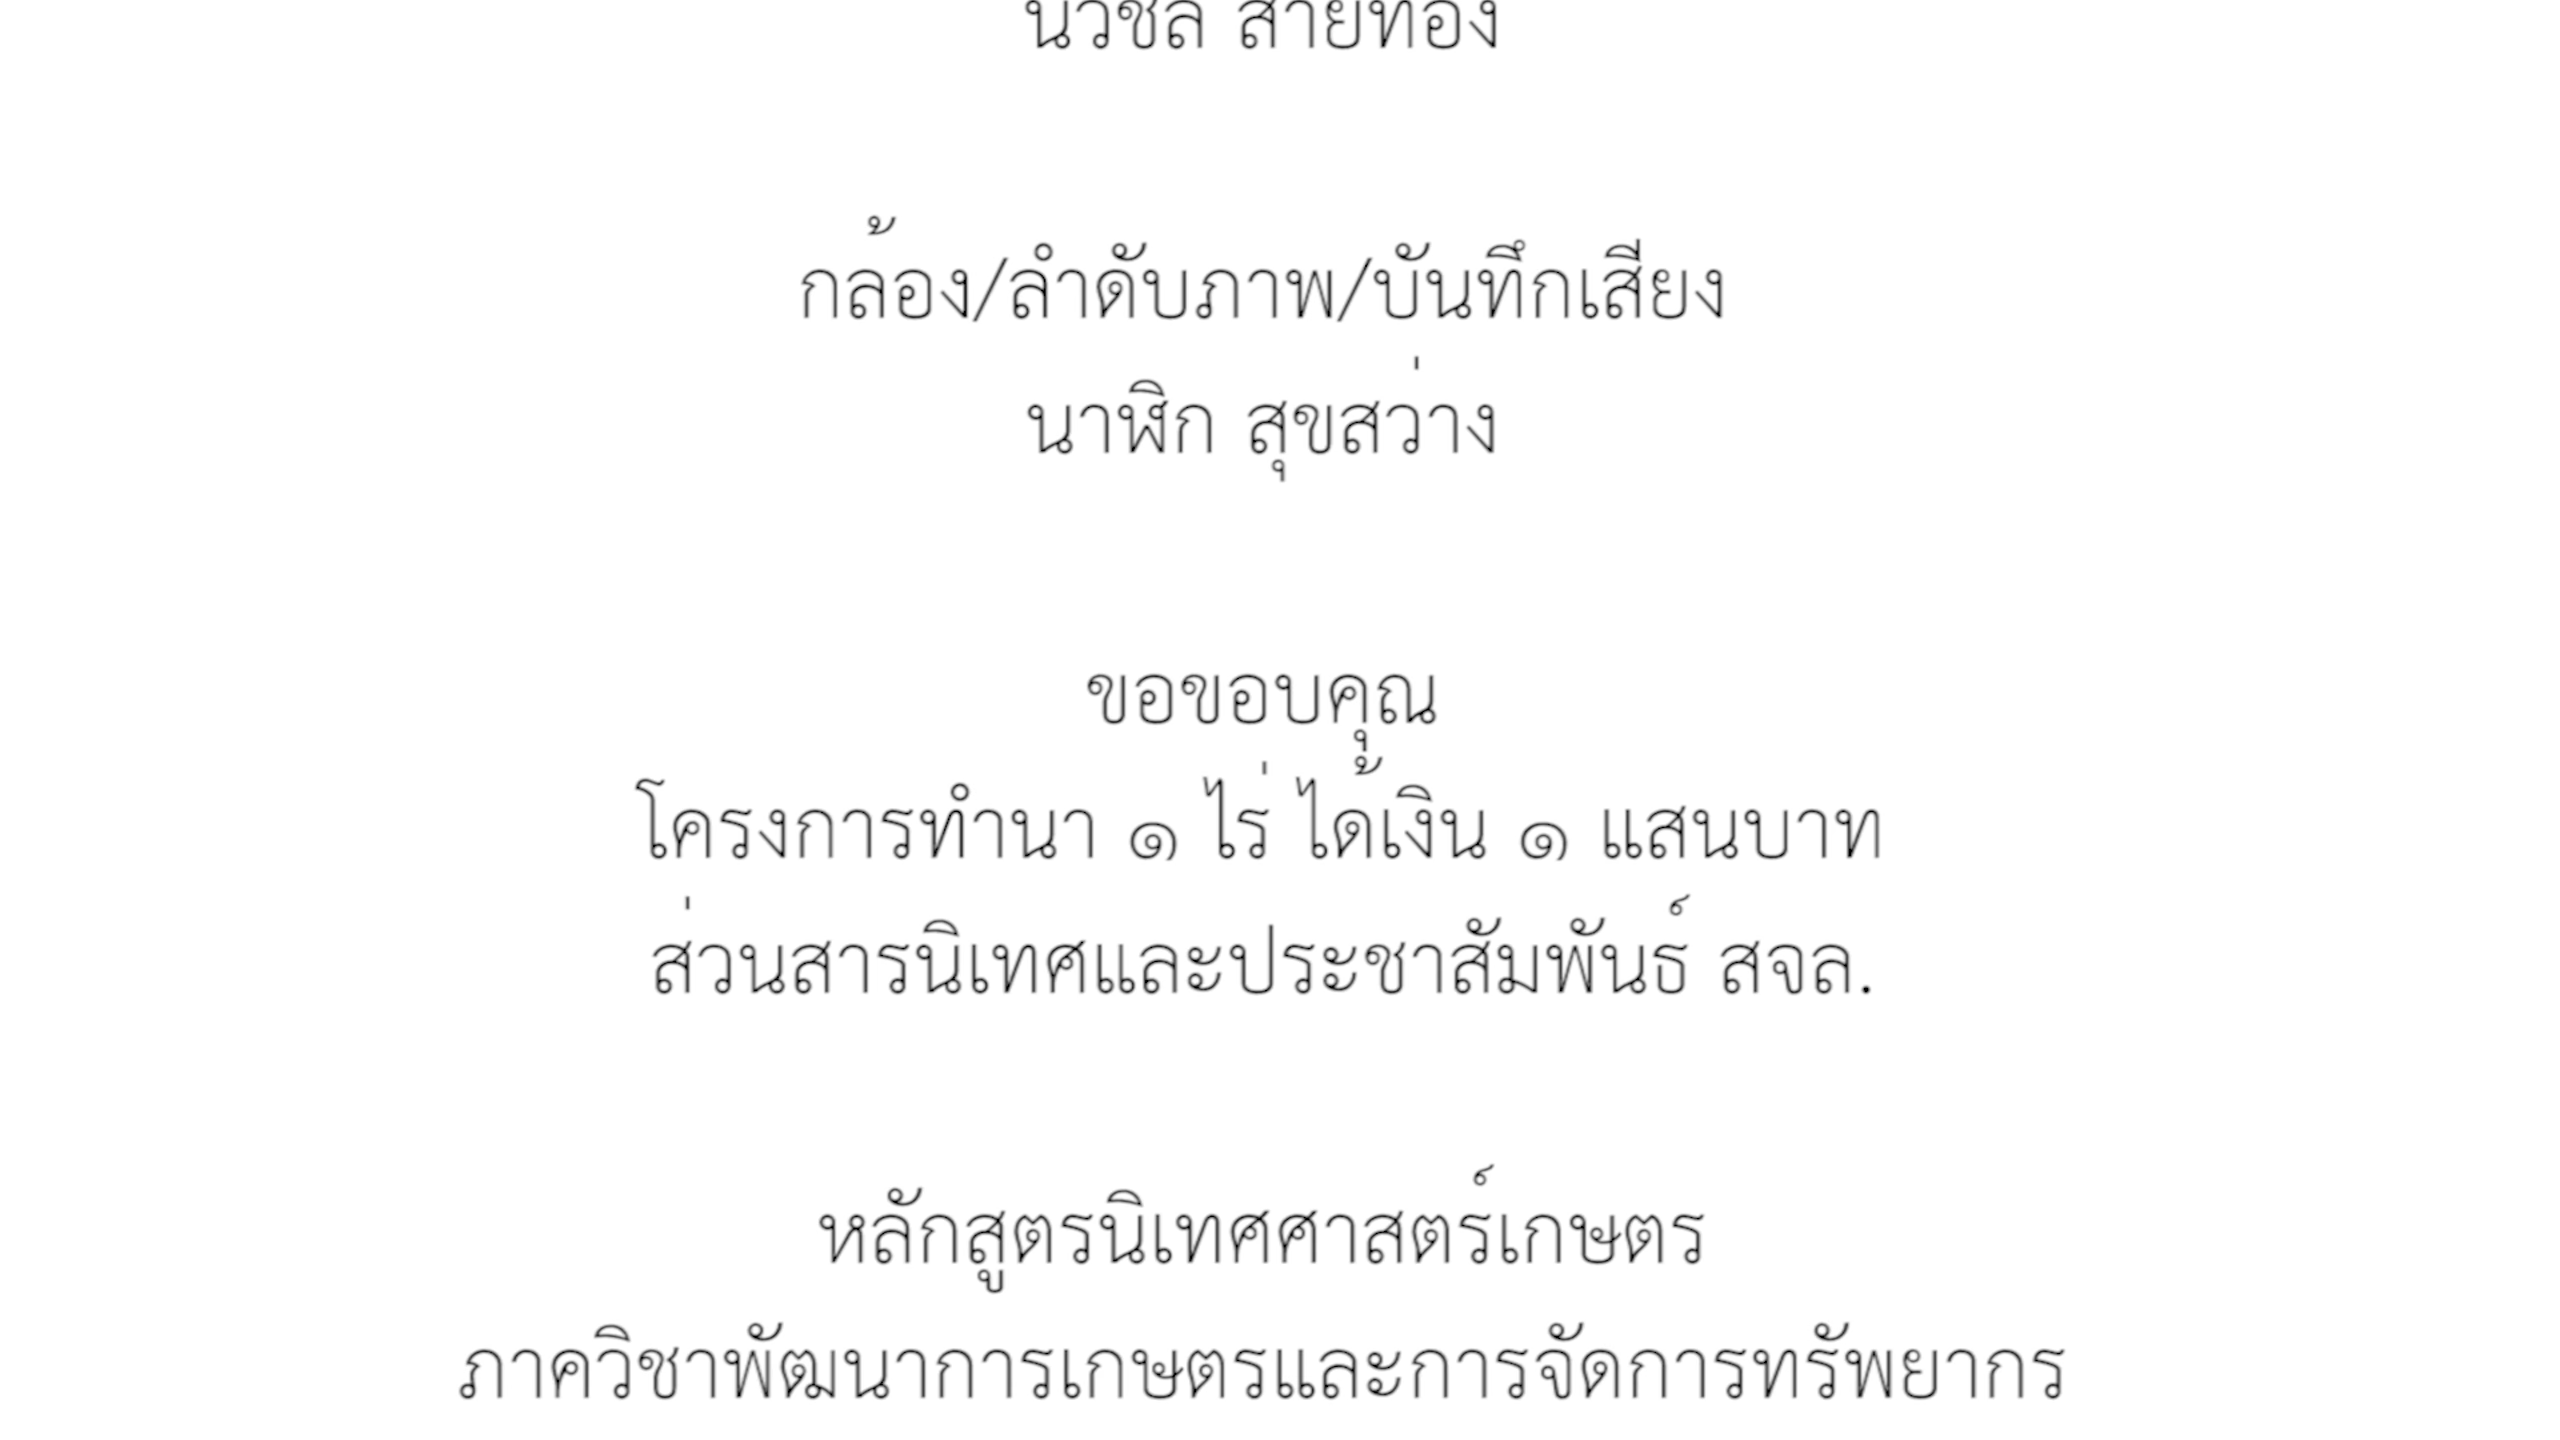 กล้อง/ลำดับภาพ/บันทึกเสียง
นาฬิก สุขสว่าง
ขอขอบคุณ
โครงการทำนา ๑ ไร่ ได้เงิน ๑ แสนบาท
ส่วนสารนิเทศและประชาสัมพันธ์ สจล.
หลักสูตรนิเทศศาสตร์เกษตร
ภาควิชาพัฒนาการเกษตรและการจัดการทรัพยากร